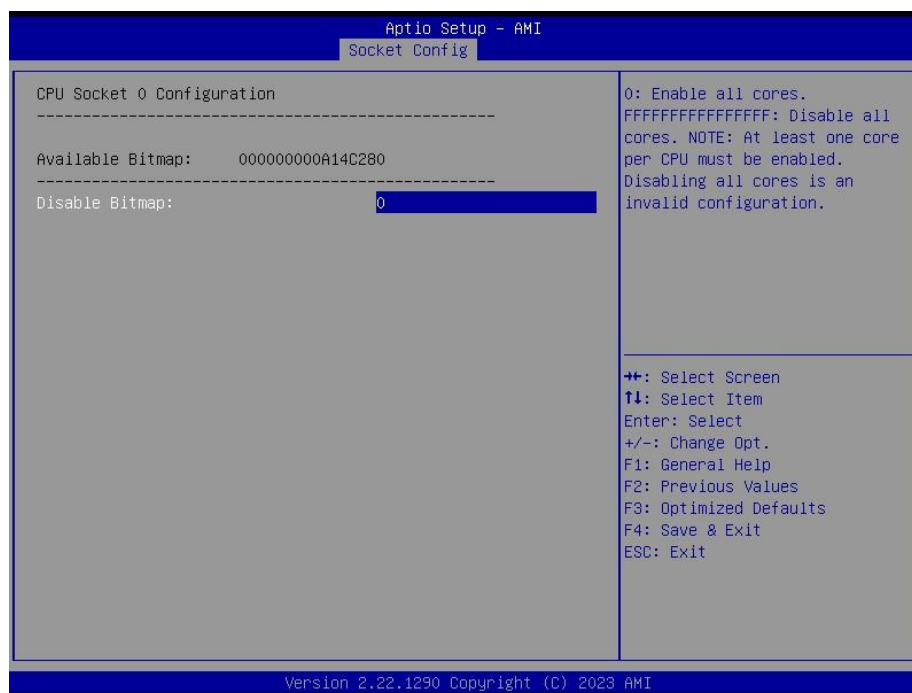 Aptio Setup - AMI
Socket Config
CPU Socket 0 Configuration
--------------------------------------------------
Available Bitmap: 000000000A14C280
--------------------------------------------------
Disable Bitmap: 0
0: Enable all cores.
FFFFFFFFFFFFFFFF: Disable all
cores. NOTE: At least one core
per CPU must be enabled.
Disabling all cores is an
invalid configuration.
→←: Select Screen
↑↓: Select Item
Enter: Select
+/-: Change Opt.
F1: General Help
F2: Previous Values
F3: Optimized Defaults
F4: Save & Exit
ESC: Exit
Version 2.22.1290 Copyright (C) 2023 AMI